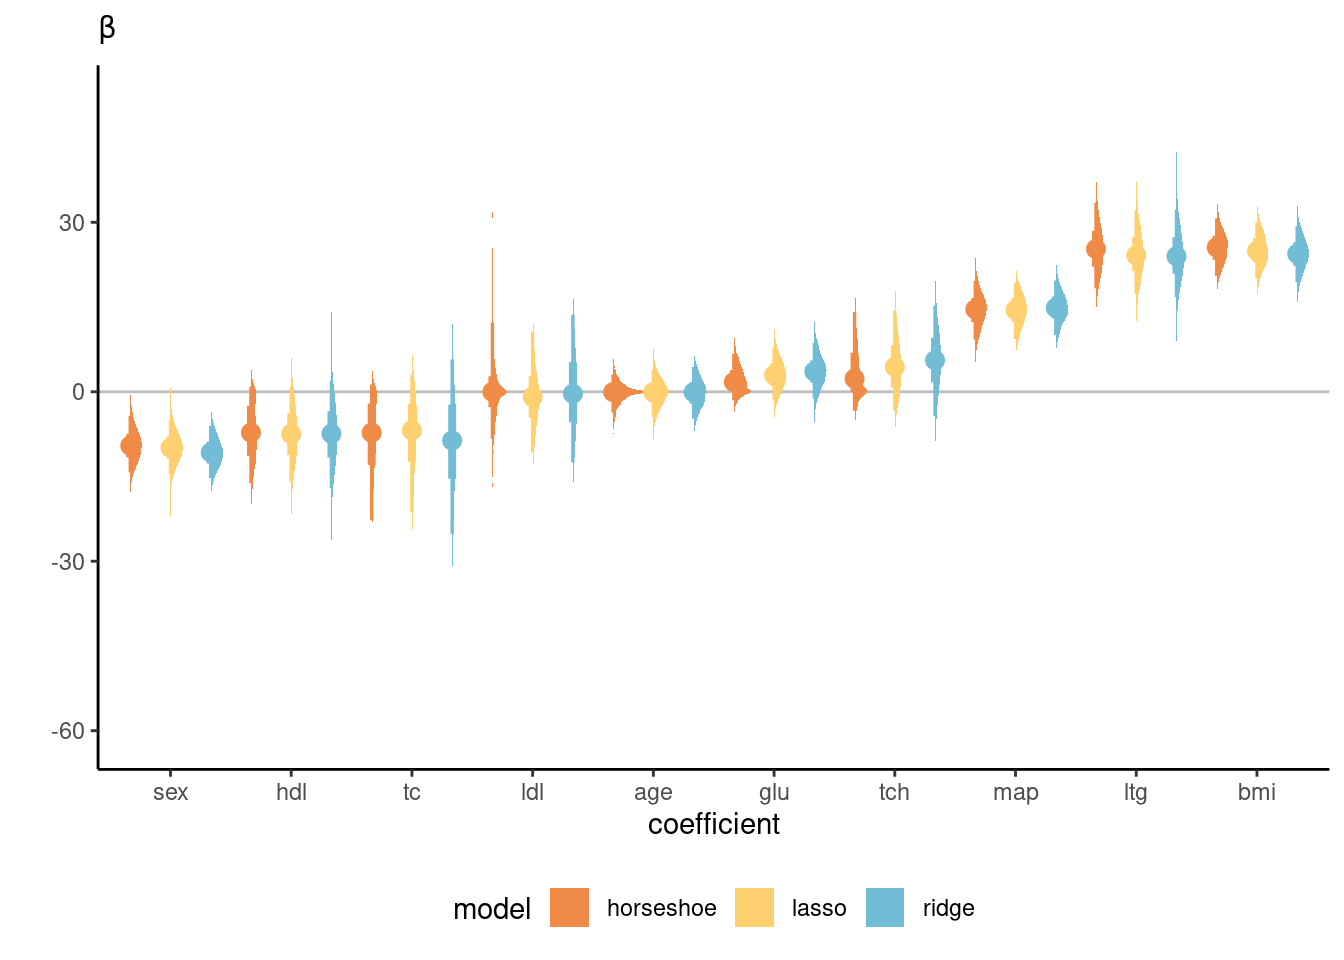 β
30
0
-30
-60
sex hdl tc ldl age glu tch map ltg bmi
coefficient
model horseshoe lasso ridge